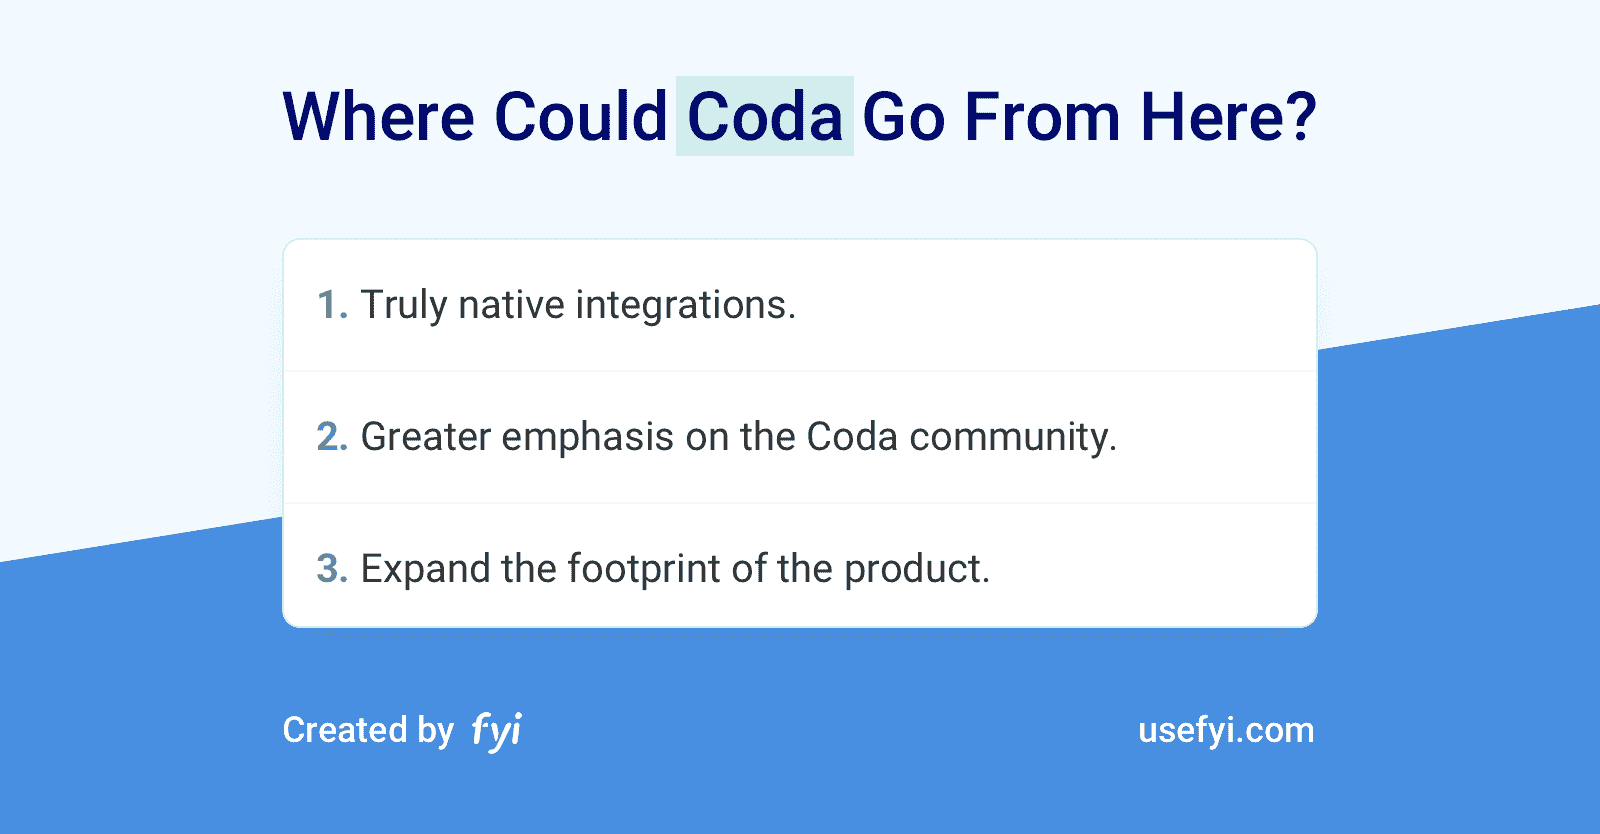 Where Could Coda Go From Here?
1. Truly native integrations.
2. Greater emphasis on the Coda community.
3. Expand the footprint of the product.
Created by fyi
usefyi.com